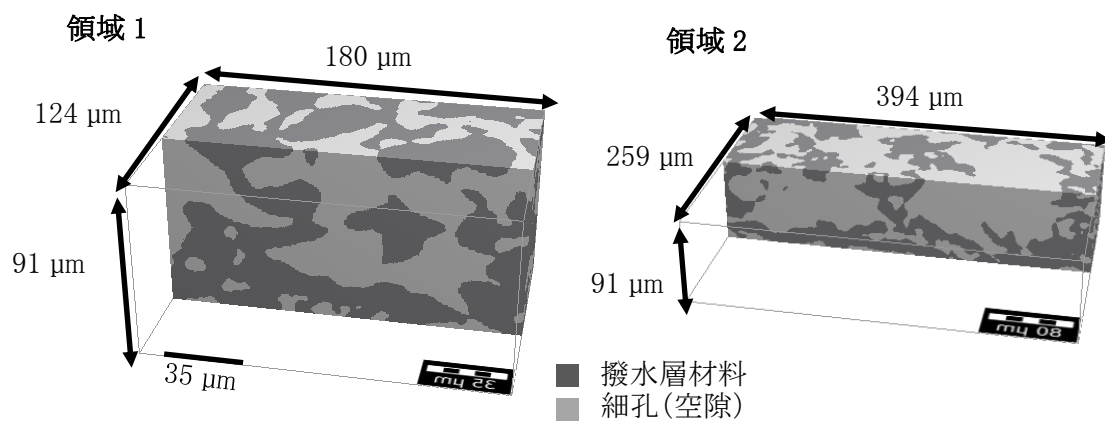 領域 1
180 µm
124 µm
91 µm
35 µm
35 µm
領域 2
394 µm
259 µm
91 µm
80 µm
撥水層材料
細孔(空隙)